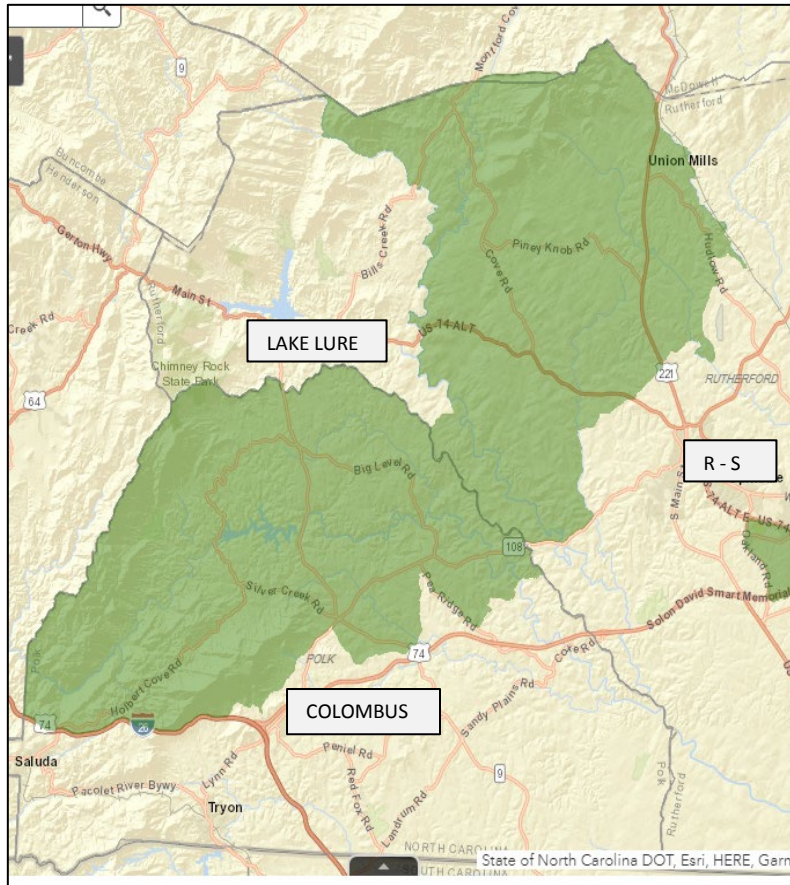 9
Monford Cove
McDowell
Rutherford
Union Mills
Buncombe
Henderson
Gerton Hwy
Main St
Bills Creek Rd
Piney Knob Rd
Cove Rd
Hudlow Rd
Creek Rd
Rutherford
US-74 ALT
LAKE LURE
Chimney Rock
State Park
64
221
RUTHERFORD
R - S
S Main St
74 ALT E
US-74
Big Level Rd
108
Oakland Rd
Silver Creek Rd
Pea Ridge Rd
Solon David Smart Memorial
POLK
74
Coxe Rd
Polk
Holbert Cove Rd
74
26
COLOMBUS
Sandy Plains Rd
Saluda
Peniel Rd
Lynn Rd
Red Fox Rd
Landrum Rd
9
Polk
Rutherford
Pacolet River Bywy
Tryon
NORTH CAROLINA
SOUTH CAROLINA
State of North Carolina DOT, Esri, HERE, Garm